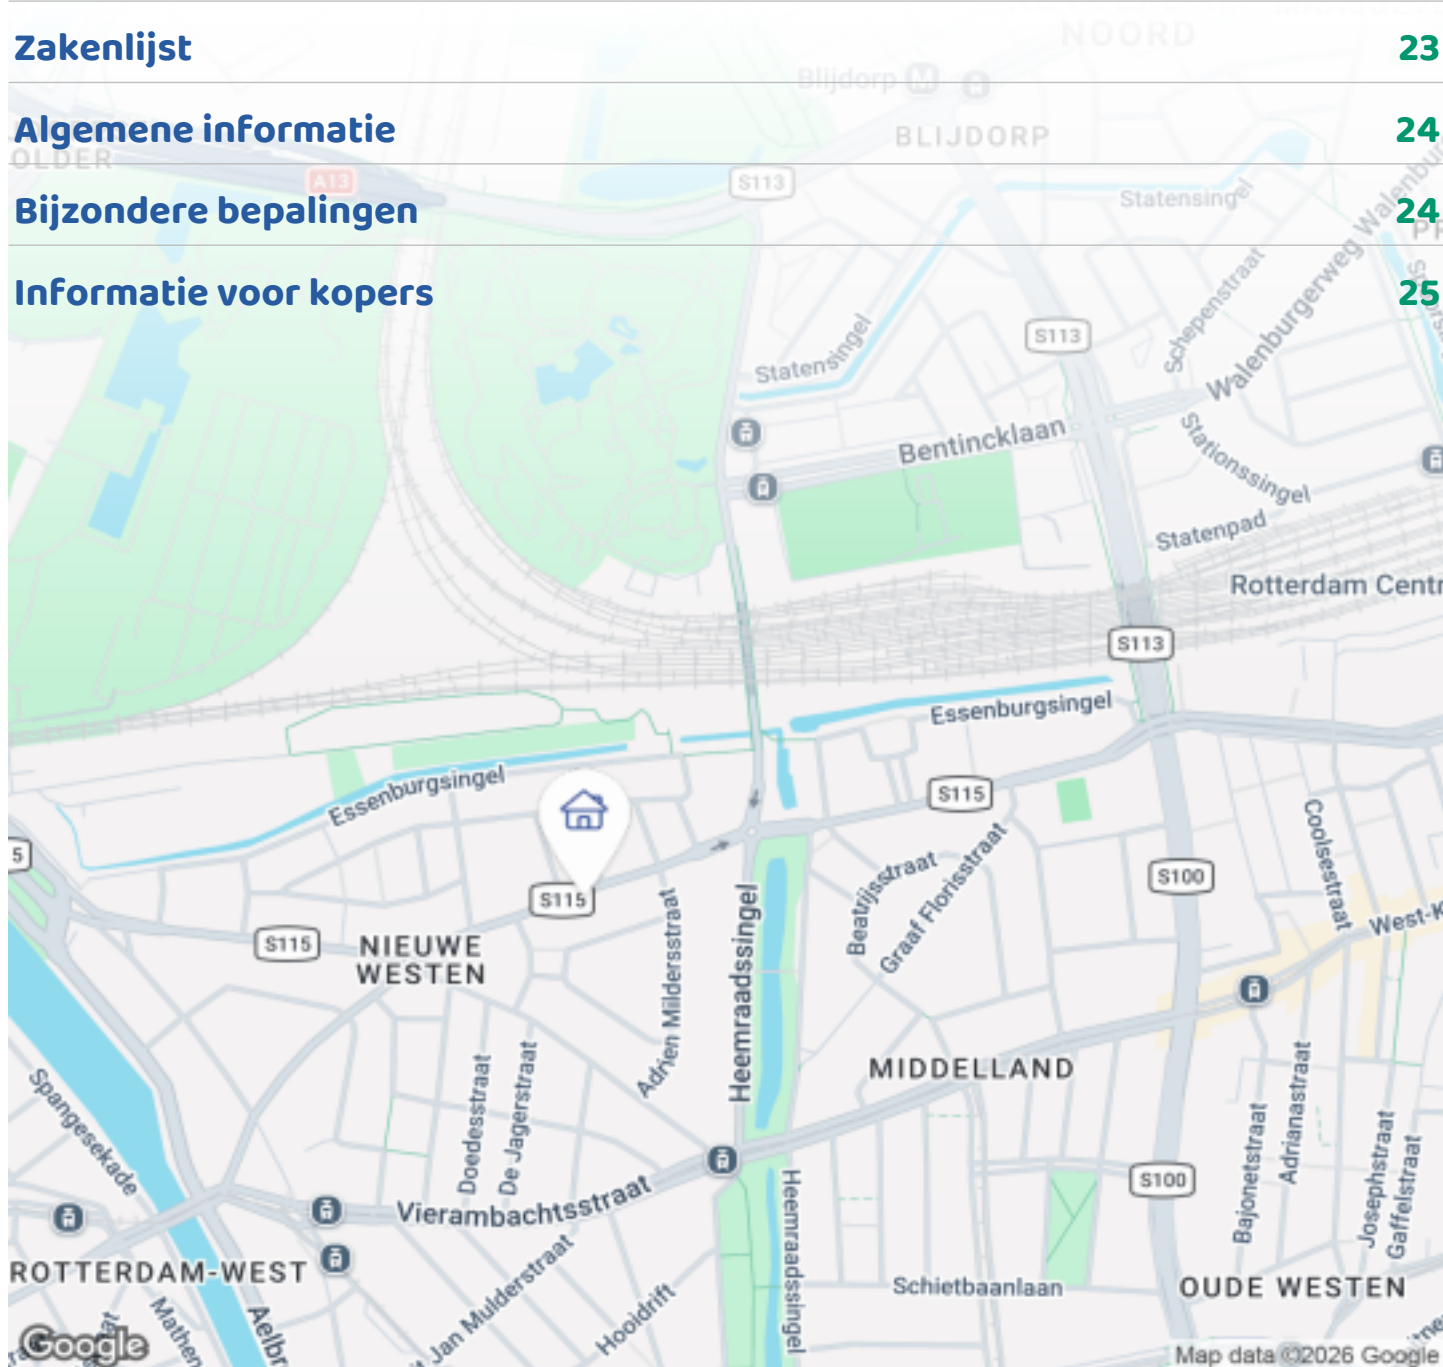 NOORD
Zakenlijst 23
Blijdorp M
Algemene informatie 24
BLIJDORP
OLDER
A13
S113
Statensingel
Bijzondere bepalingen 24
Walenburgerweg
Schepenstraat
Informatie voor kopers 25
S113
Statensingel
Bentincklaan
Stationssingel
Statenpad
Rotterdam Centr
S113
Essenburgsingel
Essenburgsingel
S115
Coolsestraat
5
Beatrijsstraat
Graaf Florisstraat
S100
S115
West-K
S115
NIEUWE
WESTEN
Adrien Mildersstraat
Heemraadssingel
MIDDELLAND
Spangesekade
Doedesstraat
De Jagerstraat
Bajonetstraat
Adrianastraat
Josephstraat
Gaffelstraat
S100
Vierambachtsstraat
Heemraadssingel
ROTTERDAM-WEST
Jan Mulderstraat
Hooidrift
Schietbaanlaan
OUDE WESTEN
Mathen
Aelbr
Google
Map data ©2026 Google